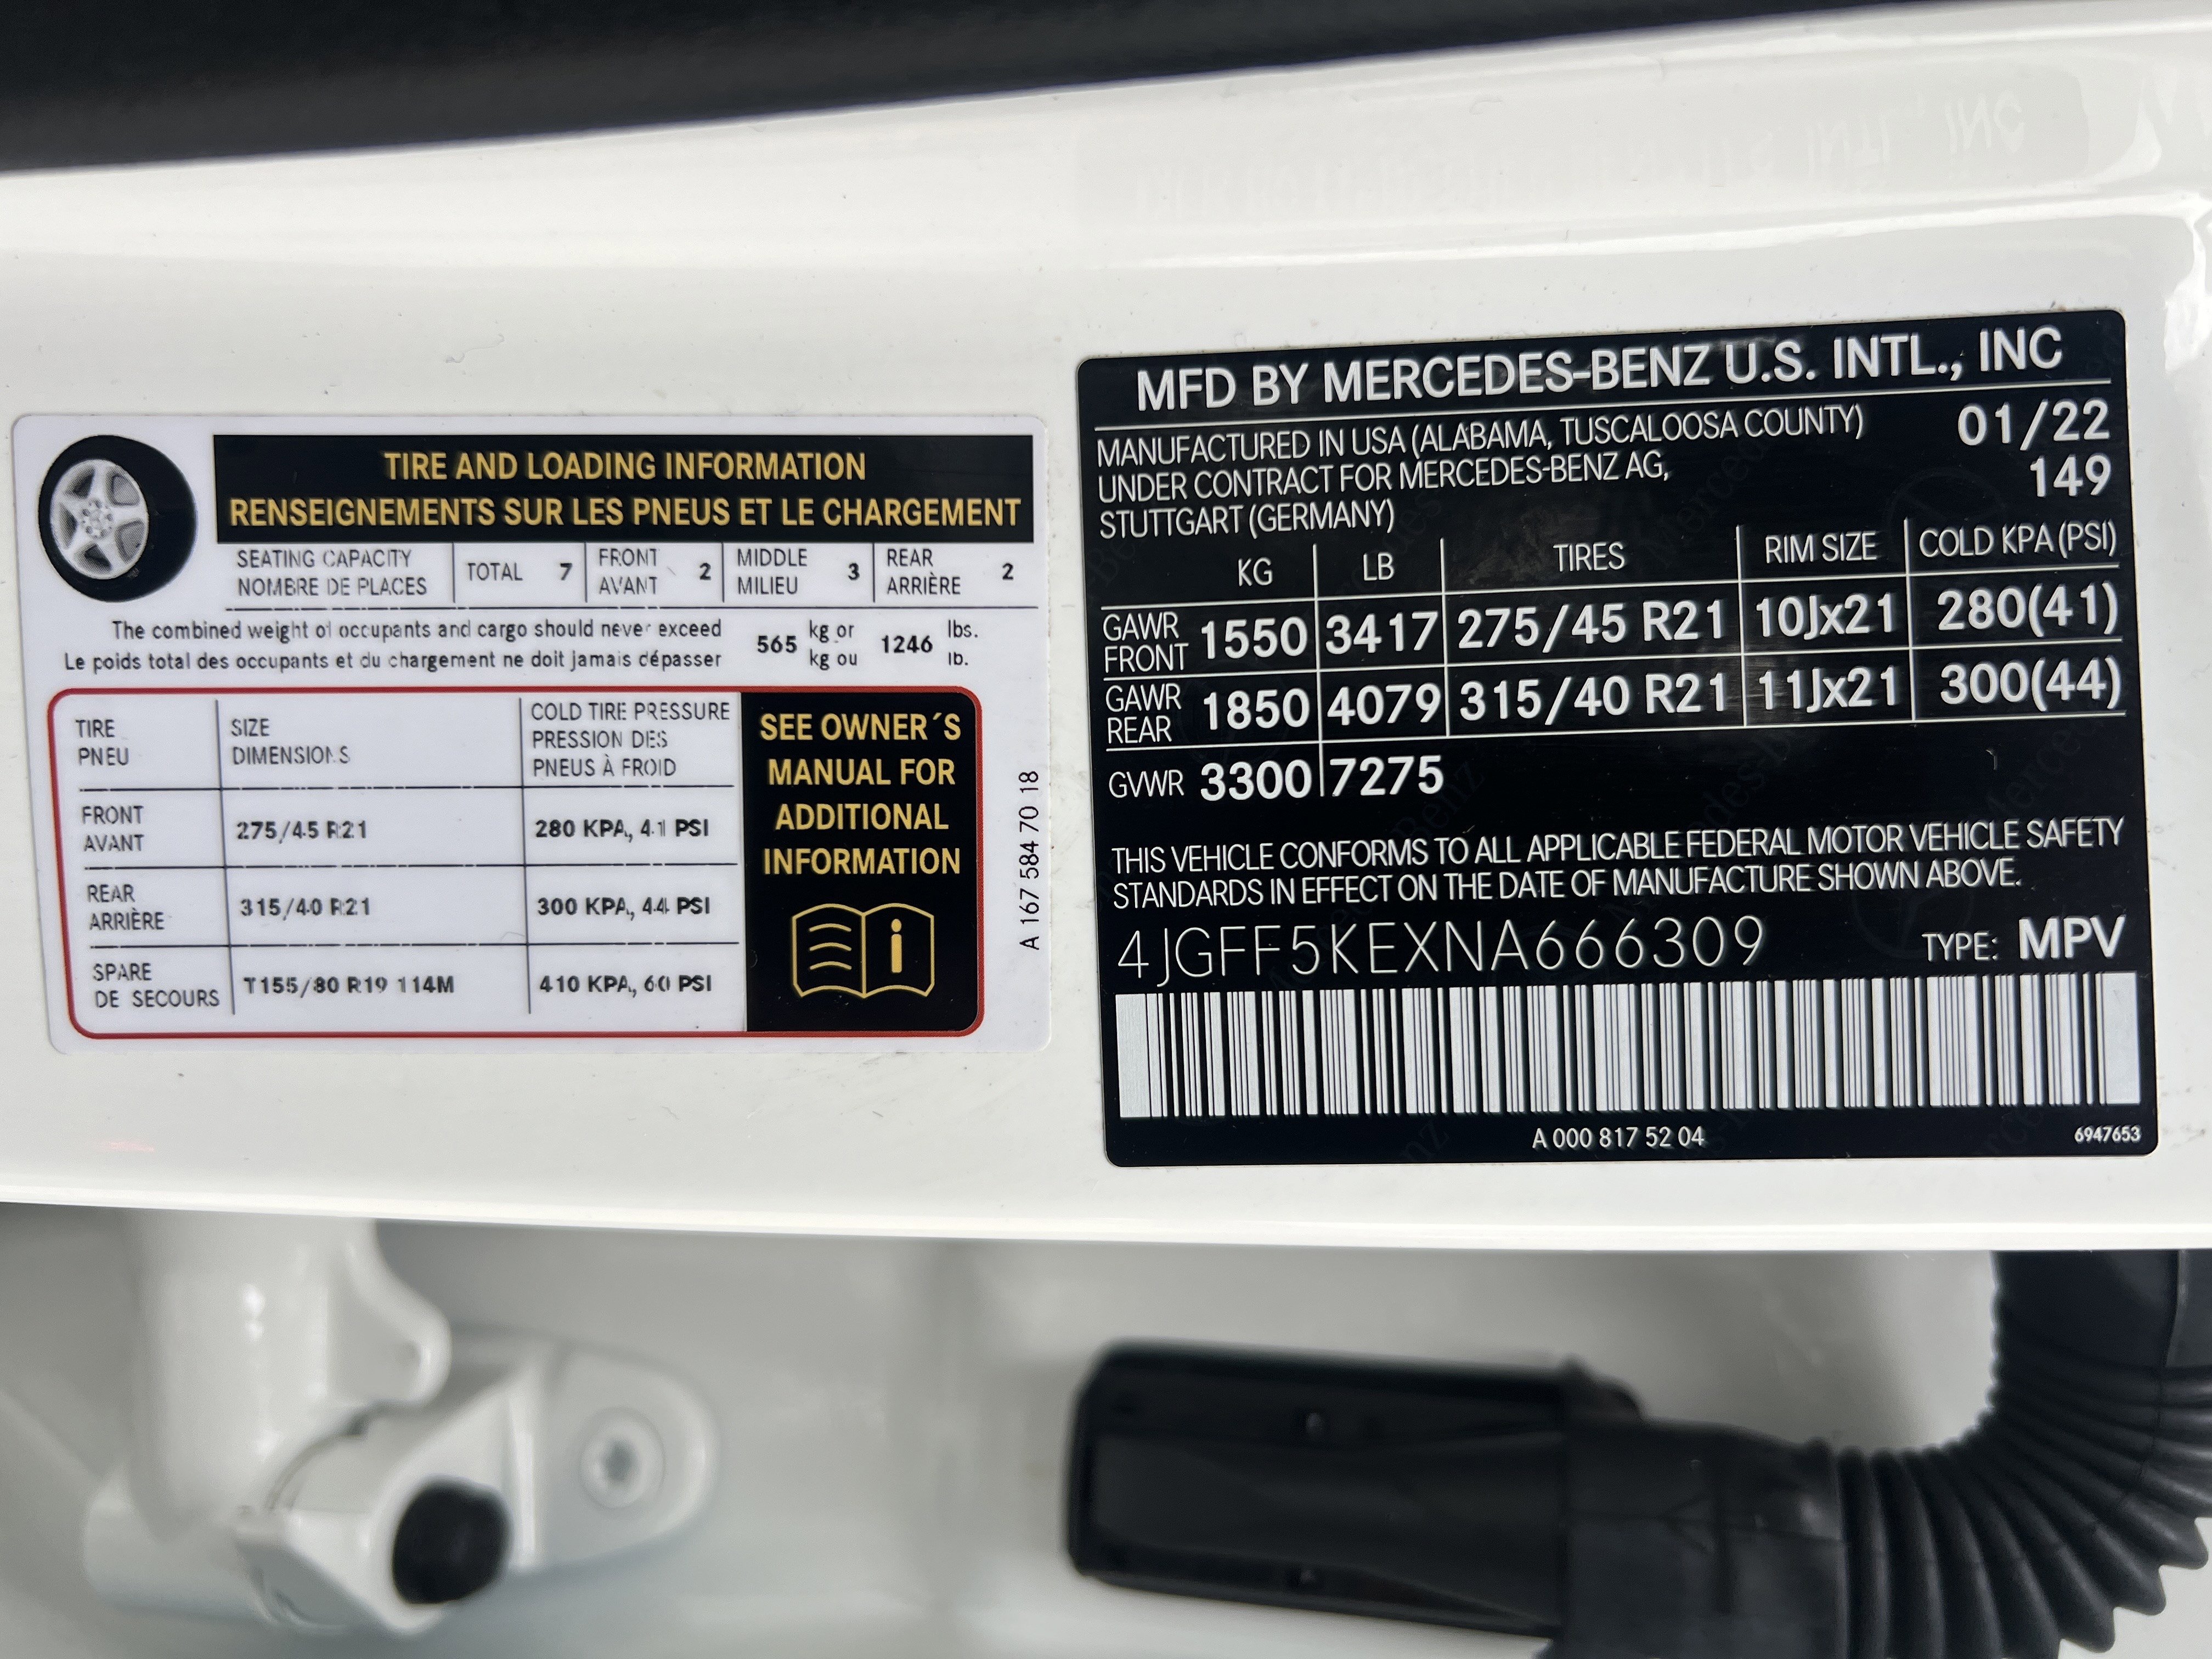 TIRE AND LOADING INFORMATION
RENSEIGNEMENTS SUR LES PNEUS ET LE CHARGEMENT
SEATING CAPACITY
NOMBRE DE PLACES
TOTAL 7
FRONT
AVANT
2
MIDDLE
MILIEU
3
REAR
ARRIÈRE
2
The combined weight of occupants and cargo should never exceed
Le poids total des occupants et du chargement ne doit jamais dépasser
565
kg or
kg ou
1246
lbs.
lb.
TIRE
PNEU
SIZE
DIMENSIONS
COLD TIRE PRESSURE
PRESSION DES
PNEUS À FROID
FRONT
AVANT
275/45 R21
280 KPA, 41 PSI
REAR
ARRIÈRE
315/40 R21
300 KPA, 44 PSI
SPARE
DE SECOURS
T155/80 R19 114M
410 KPA, 60 PSI
SEE OWNER´S
MANUAL FOR
ADDITIONAL
INFORMATION
A 167 584 70 18
MFD BY MERCEDES-BENZ U.S. INTL., INC
MANUFACTURED IN USA (ALABAMA, TUSCALOOSA COUNTY)
UNDER CONTRACT FOR MERCEDES-BENZ AG,
STUTTGART (GERMANY)
01/22
149
KG LB TIRES RIM SIZE COLD KPA (PSI)
GAWR
FRONT
1550 3417 275/45 R21 10Jx21 280(41)
GAWR
REAR
1850 4079 315/40 R21 11Jx21 300(44)
GVWR 3300 7275
THIS VEHICLE CONFORMS TO ALL APPLICABLE FEDERAL MOTOR VEHICLE SAFETY
STANDARDS IN EFFECT ON THE DATE OF MANUFACTURE SHOWN ABOVE.
4JGFF5KEXNA666309 TYPE: MPV
A 000 817 52 04
6947653